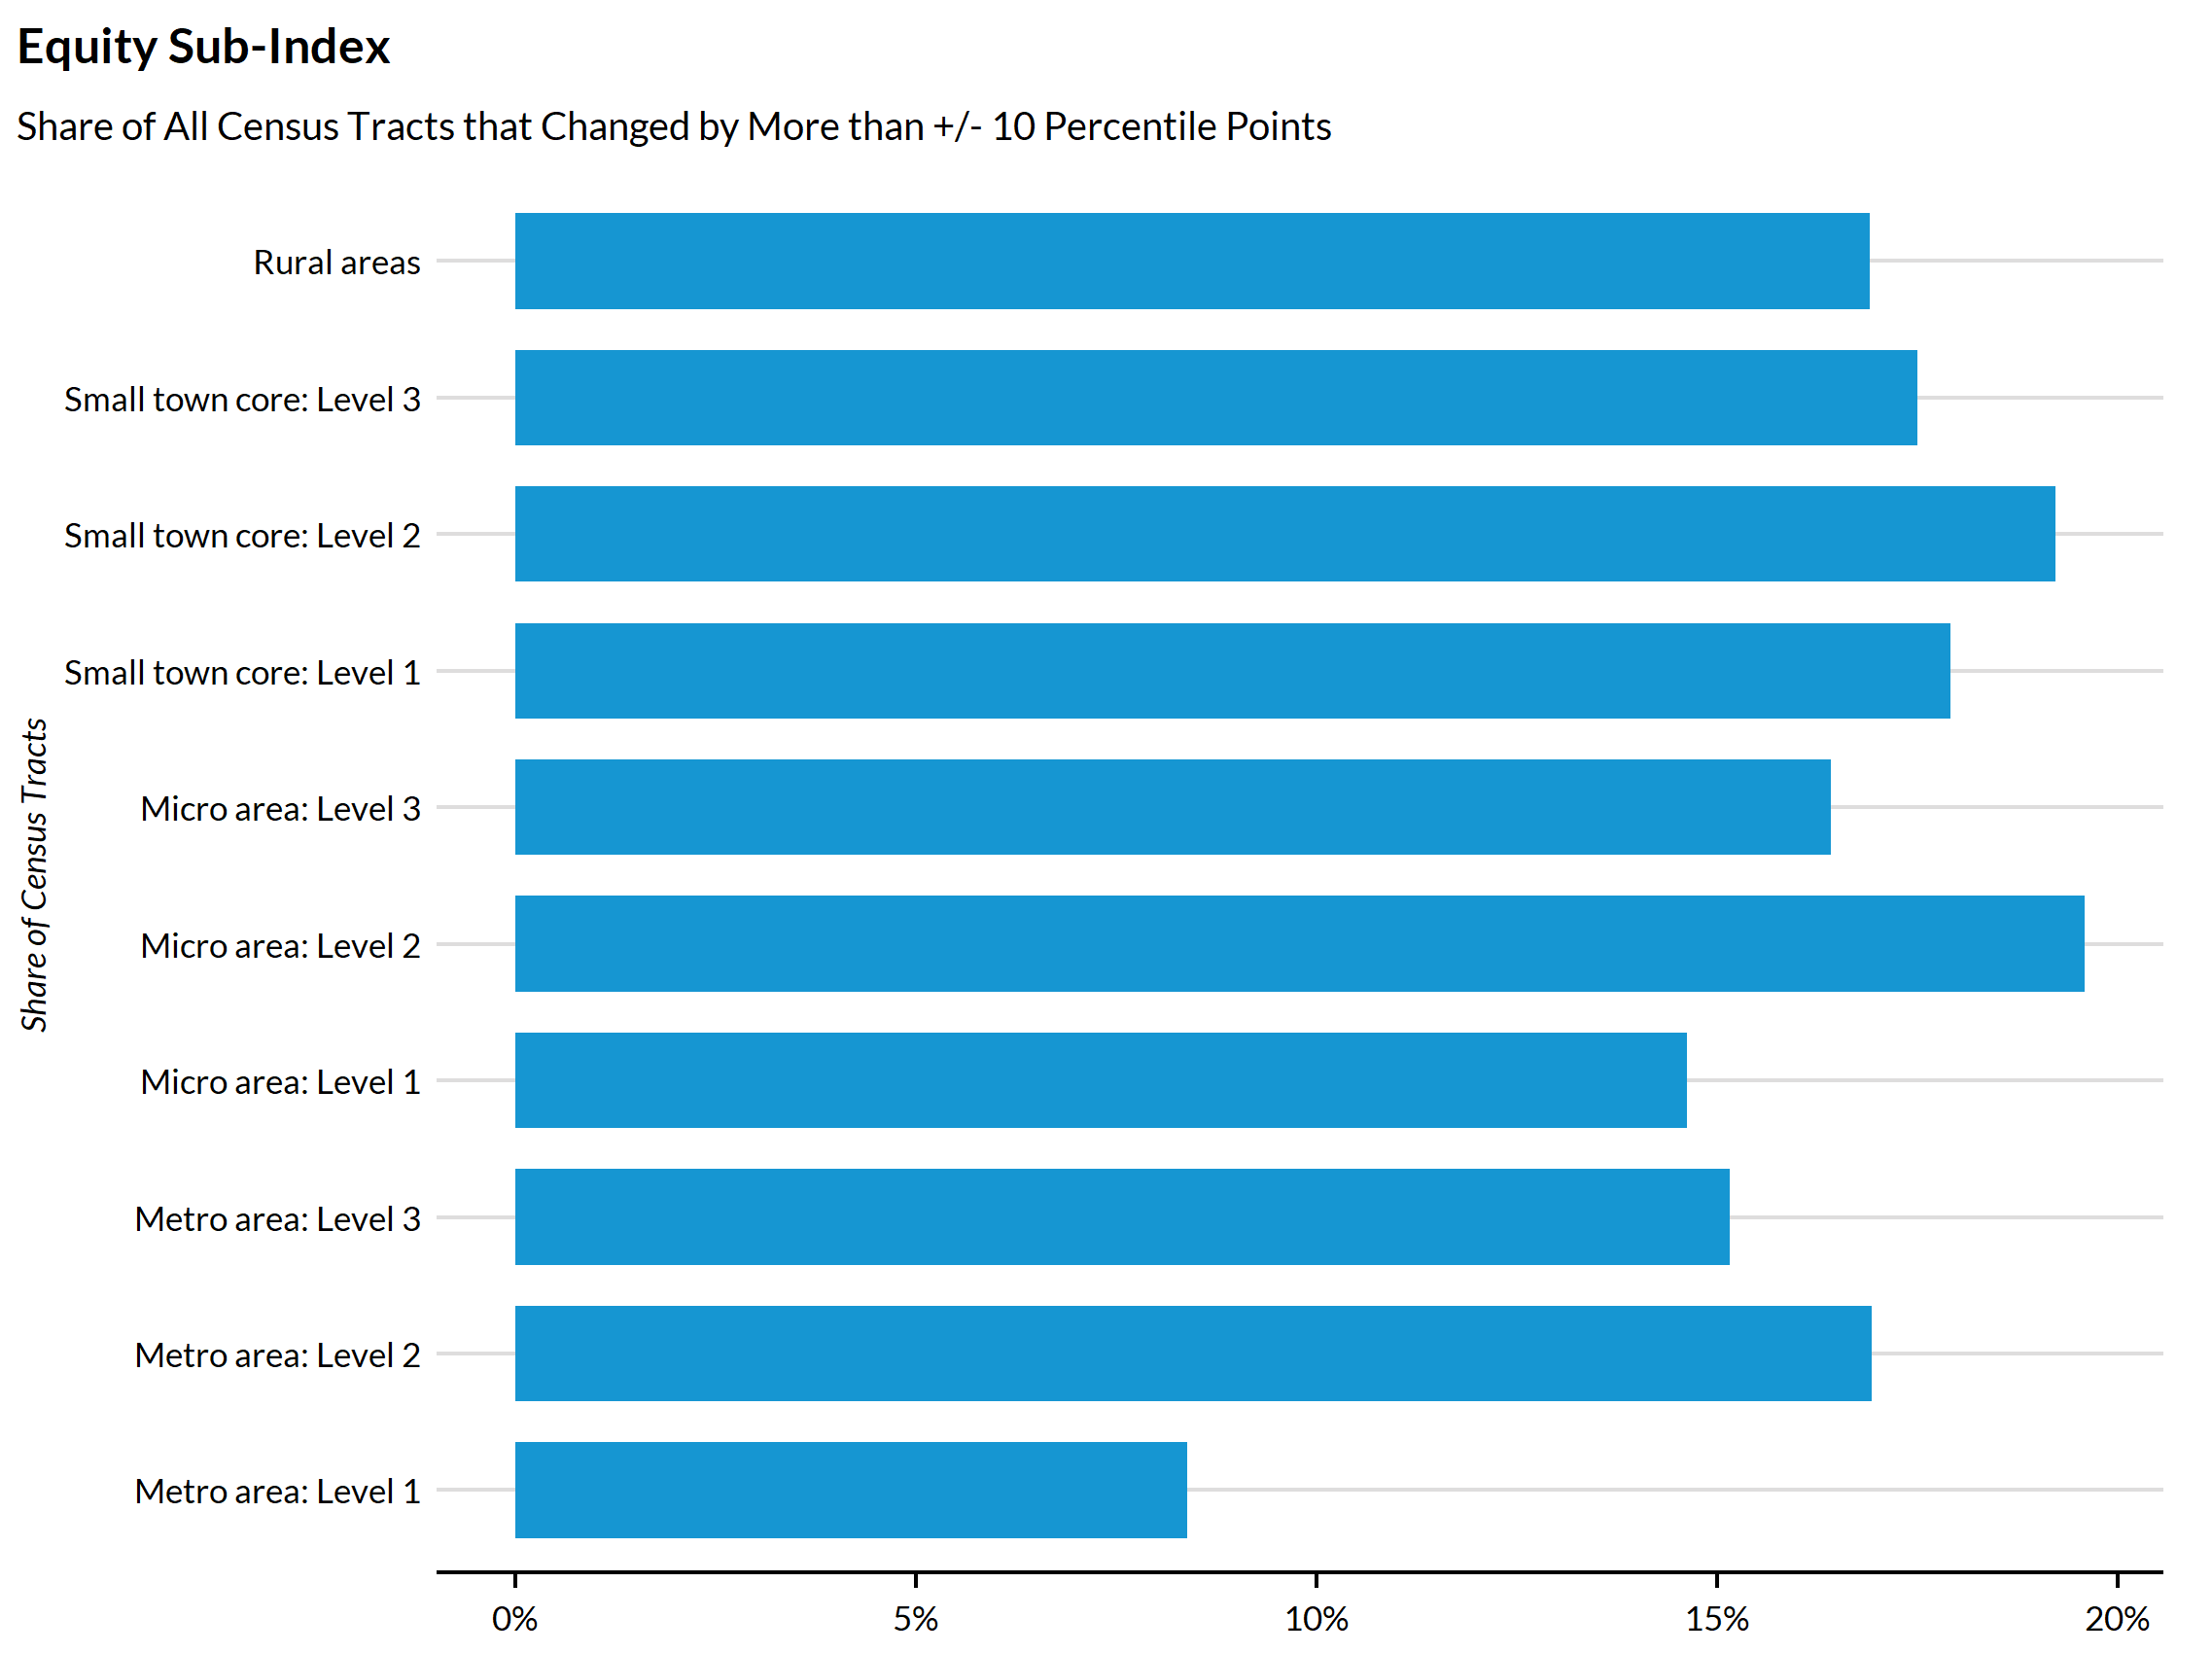 Equity Sub-Index
Share of All Census Tracts that Changed by More than +/- 10 Percentile Points
Share of Census Tracts
Rural areas
Small town core: Level 3
Small town core: Level 2
Small town core: Level 1
Micro area: Level 3
Micro area: Level 2
Micro area: Level 1
Metro area: Level 3
Metro area: Level 2
Metro area: Level 1
0% 5% 10% 15% 20%